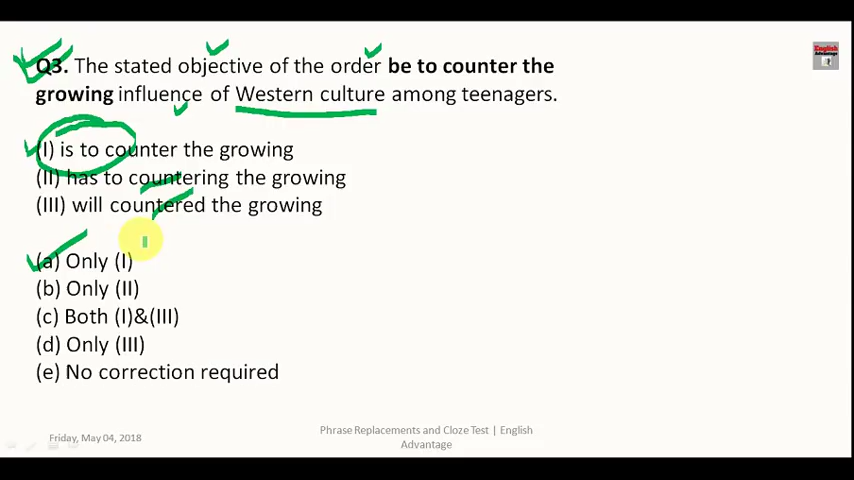 English
Advantage
Q3. The stated objective of the order be to counter the
growing influence of Western culture among teenagers.
(I) is to counter the growing
(II) has to countering the growing
(III) will countered the growing
(a) Only (I)
(b) Only (II)
(c) Both (I)&(III)
(d) Only (III)
(e) No correction required
Friday, May 04, 2018
Phrase Replacements and Cloze Test | English
Advantage